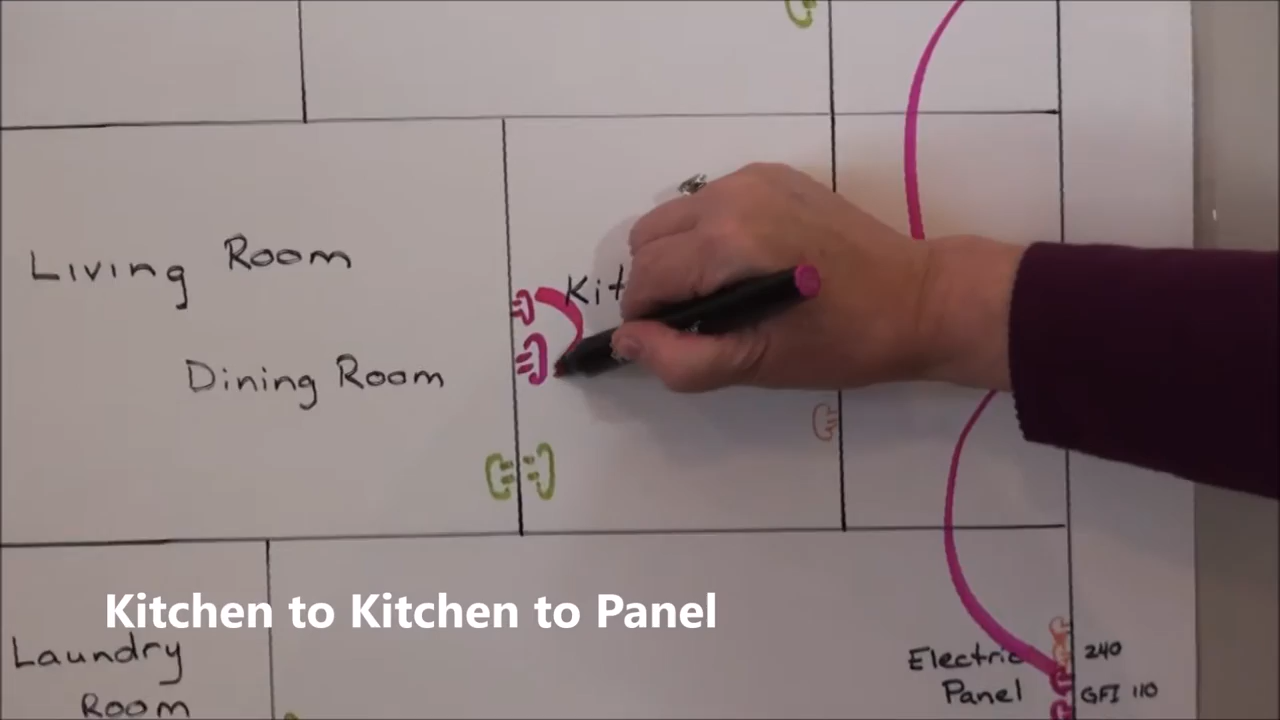 Living Room
Kit
Dining Room
Kitchen to Kitchen to Panel
Laundry
Room
Electric
Panel
240
GFI 110